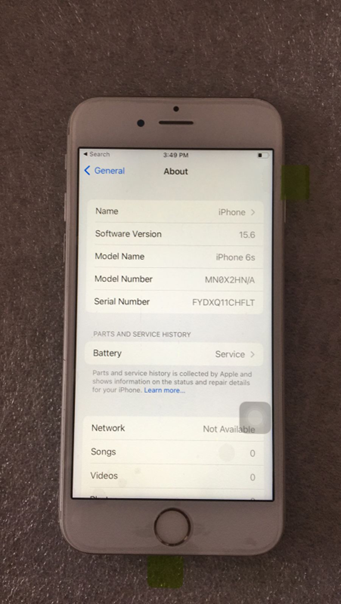 Search
3:49 PM
General
About
Name
iPhone
Software Version
15.6
Model Name
iPhone 6s
Model Number
MN0X2HN/A
Serial Number
FYDXQ11CHFLT
PARTS AND SERVICE HISTORY
Battery
Service
Parts and service history is collected by Apple and
shows information on the status and repair details
for your iPhone. Learn more...
Network
Not Available
Songs
0
Videos
0